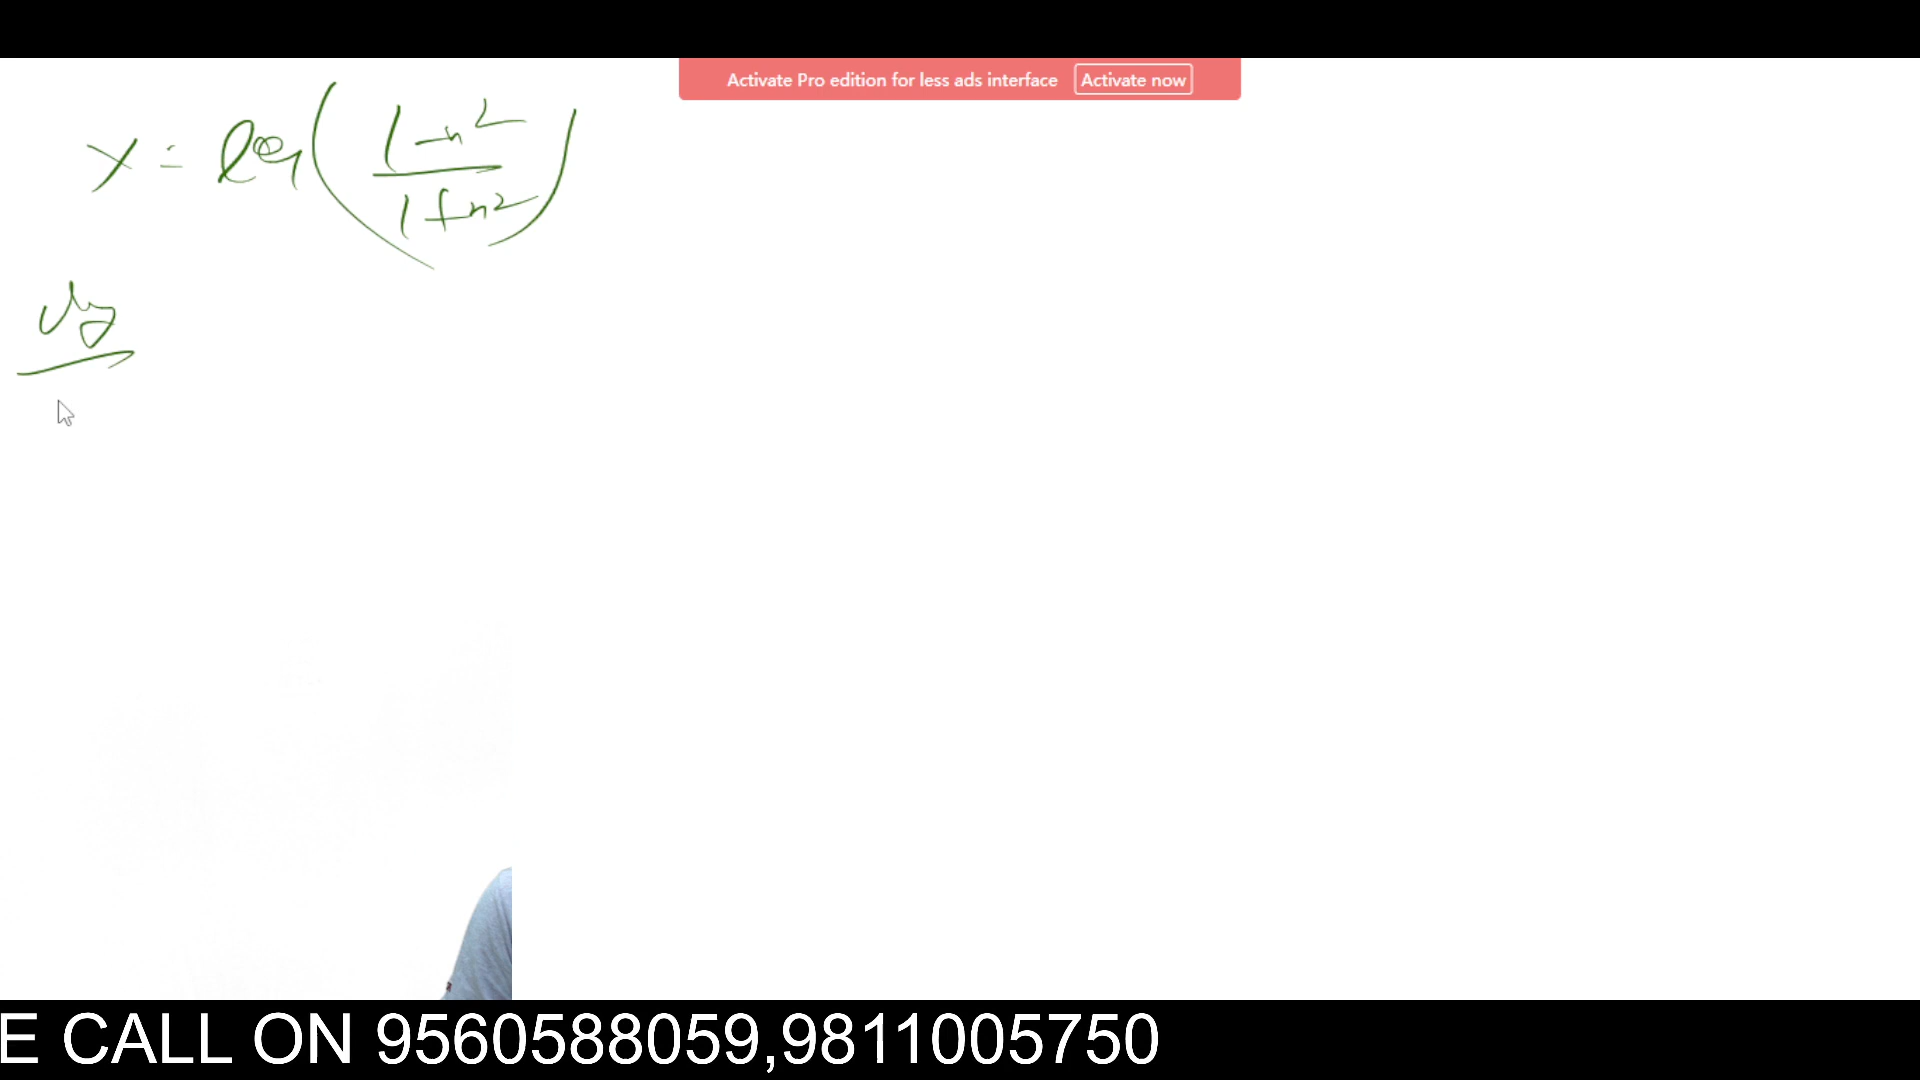 Activate Pro edition for less ads interface Activate now
y = log(1-x²/1+x²)
dy
E CALL ON 9560588059,9811005750